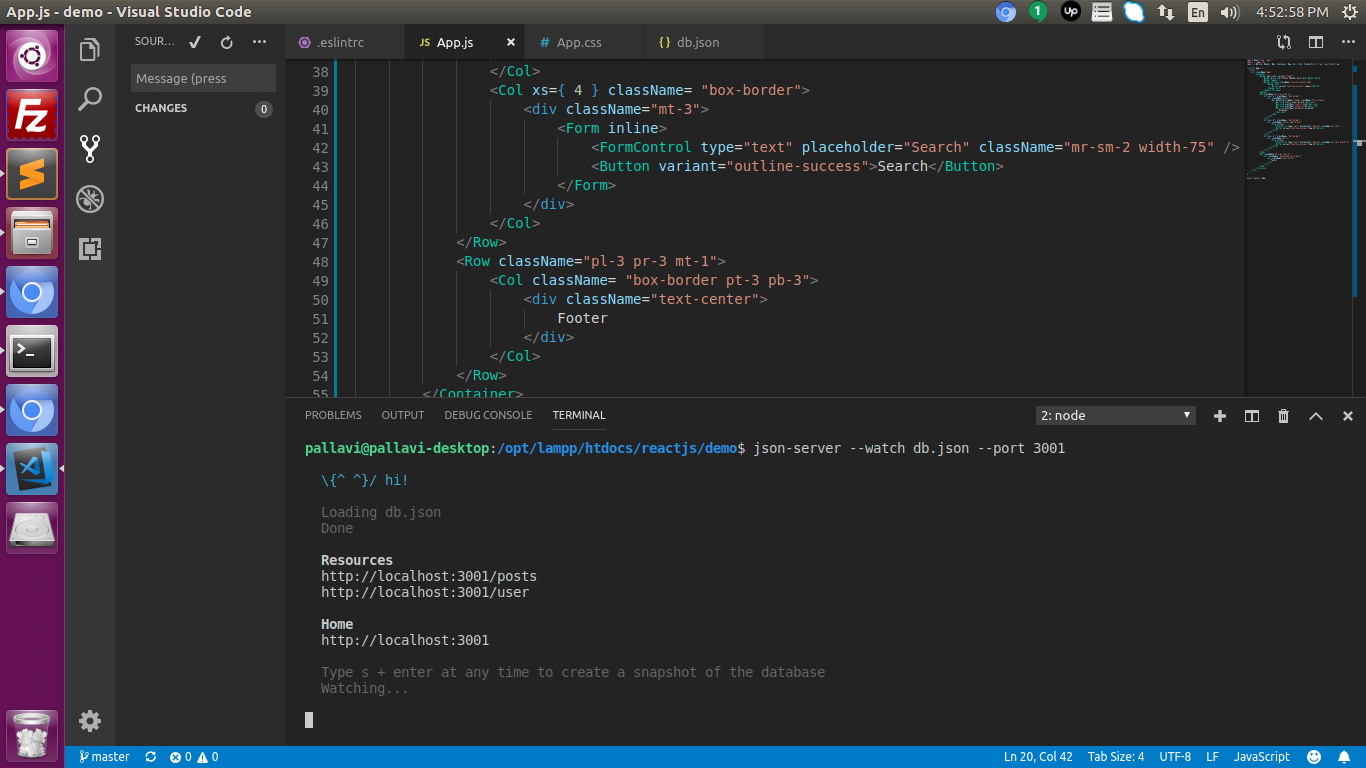 App.js - demo - Visual Studio Code
1
Up
En
4:52:58 PM
SOUR...
Message (press
CHANGES
0
.eslintrc
JS App.js
# App.css
{} db.json
38 </Col>
39 <Col xs={ 4 } className= "box-border">
40 <div className="mt-3">
41 <Form inline>
42 <FormControl type="text" placeholder="Search" className="mr-sm-2 width-75" />
43 <Button variant="outline-success">Search</Button>
44 </Form>
45 </div>
46 </Col>
47 </Row>
48 <Row className="pl-3 pr-3 mt-1">
49 <Col className= "box-border pt-3 pb-3">
50 <div className="text-center">
51 Footer
52 </div>
53 </Col>
54 </Row>
55 </Container>
PROBLEMS OUTPUT DEBUG CONSOLE TERMINAL
2: node
pallavi@pallavi-desktop:/opt/lampp/htdocs/reactjs/demo$ json-server --watch db.json --port 3001
\{^_^}/ hi!
Loading db.json
Done
Resources
http://localhost:3001/posts
http://localhost:3001/user
Home
http://localhost:3001
Type s + enter at any time to create a snapshot of the database
Watching...
Fz
master
0
0
Ln 20, Col 42
Tab Size: 4
UTF-8
LF
JavaScript